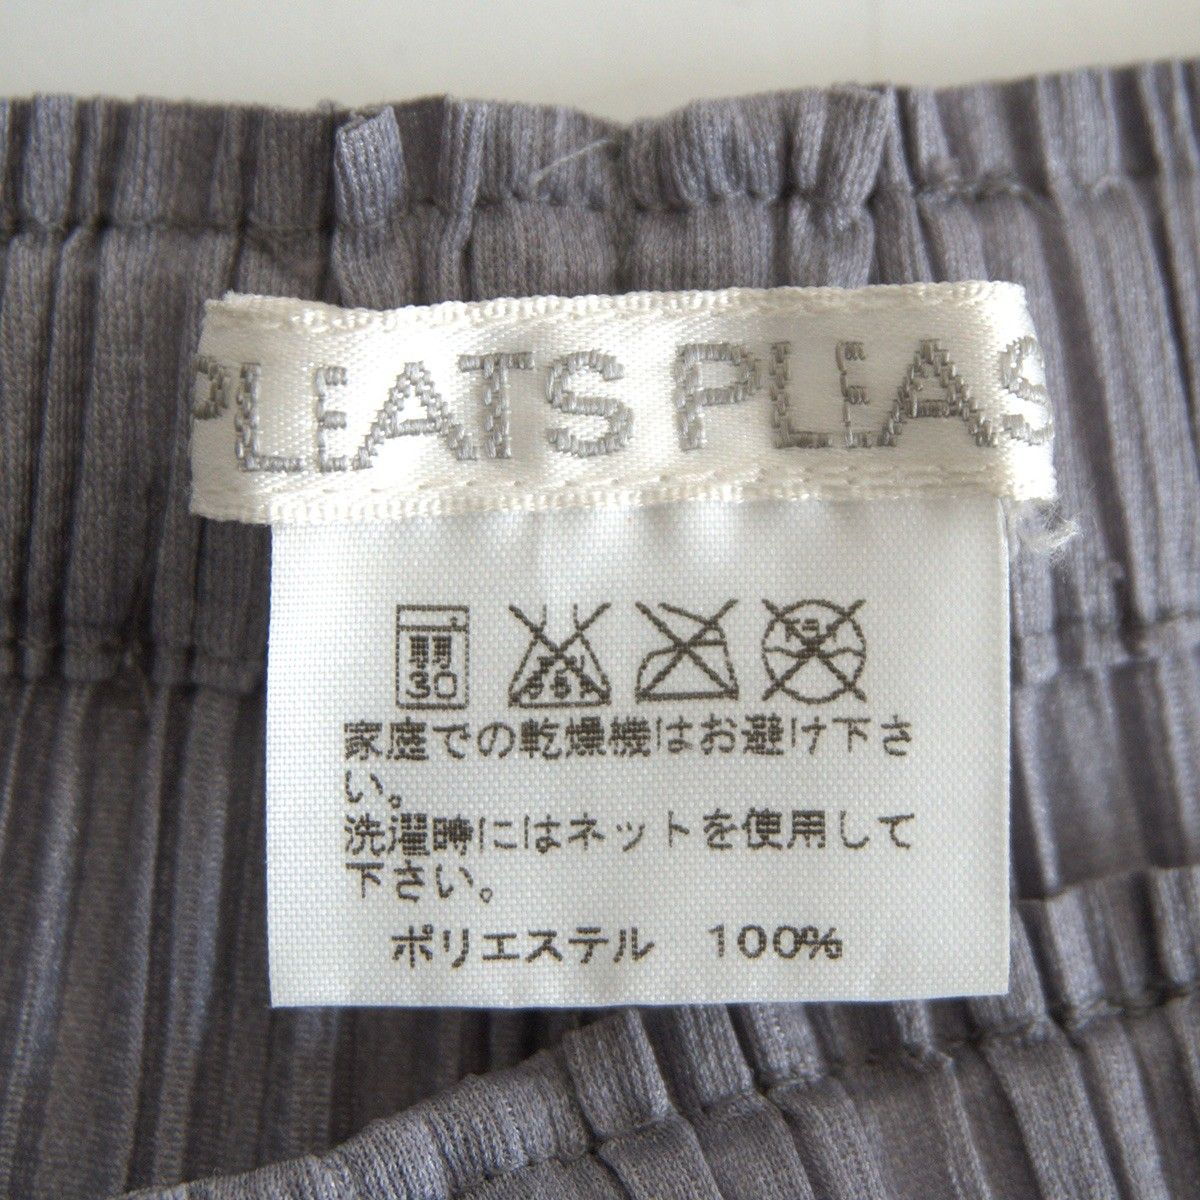 PLEATS PLEAS
弱
30
家庭での乾燥機はお避け下さ
い。
洗濯時にはネットを使用して
下さい。
ポリエステル 100%